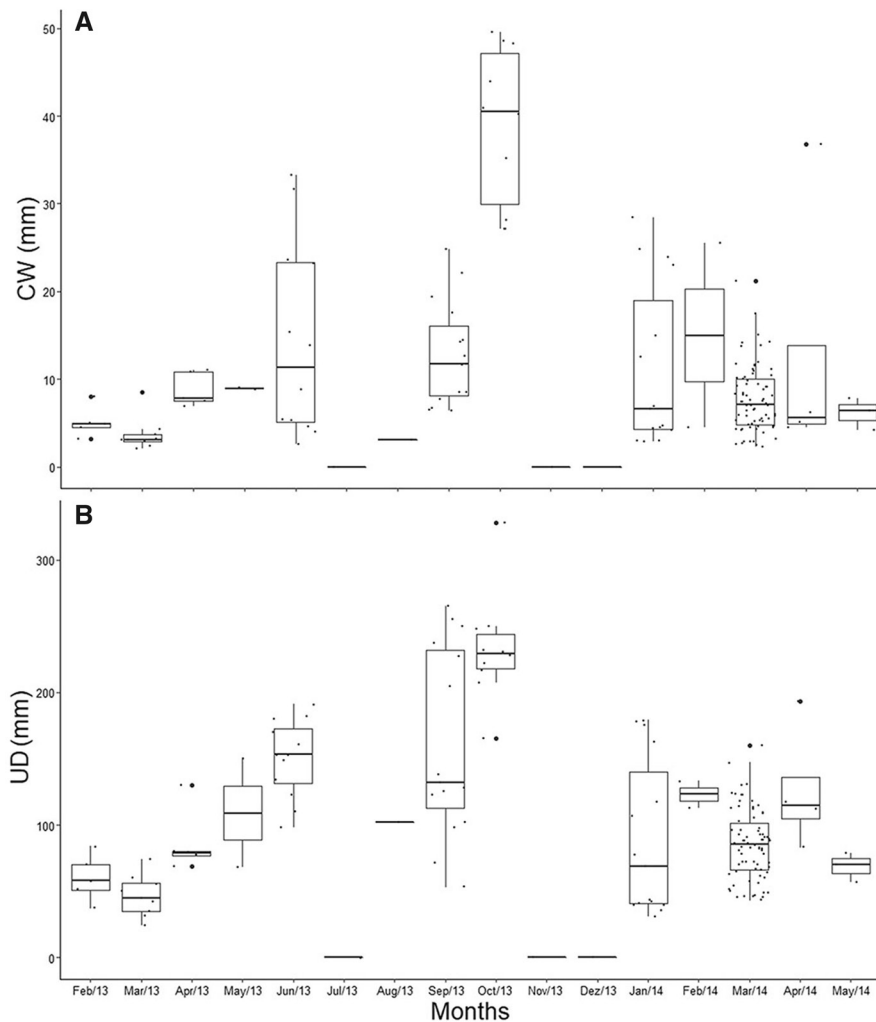 A
50
40
30
20
10
0
CW (mm)
B
300
200
100
0
UD (mm)
Feb/13 Mar/13 Apr/13 May/13 Jun/13 Jul/13 Aug/13 Sep/13 Oct/13 Nov/13 Dez/13 Jan/14 Feb/14 Mar/14 Apr/14 May/14
Months